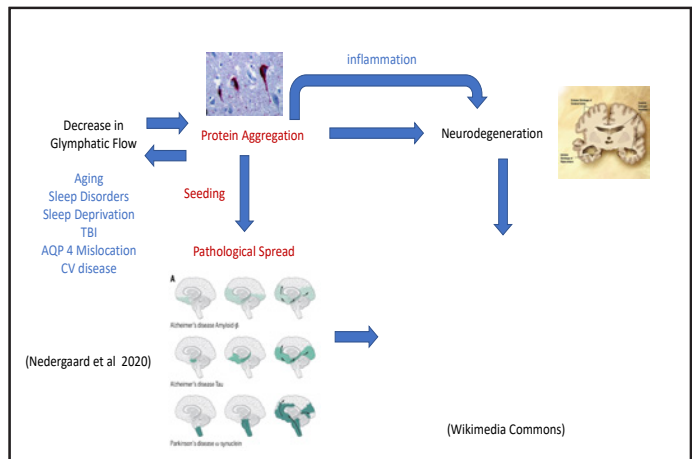 inflammation
Decrease in
Glymphatic Flow
Protein Aggregation
Neurodegeneration
Aging
Sleep Disorders
Sleep Deprivation
TBI
AQP 4 Mislocation
CV disease
Seeding
Pathological Spread
A
Alzheimer's disease Amyloid-β
(Nedergaard et al 2020)
Alzheimer's disease Tau
Parkinson's disease α synuclein
(Wikimedia Commons)